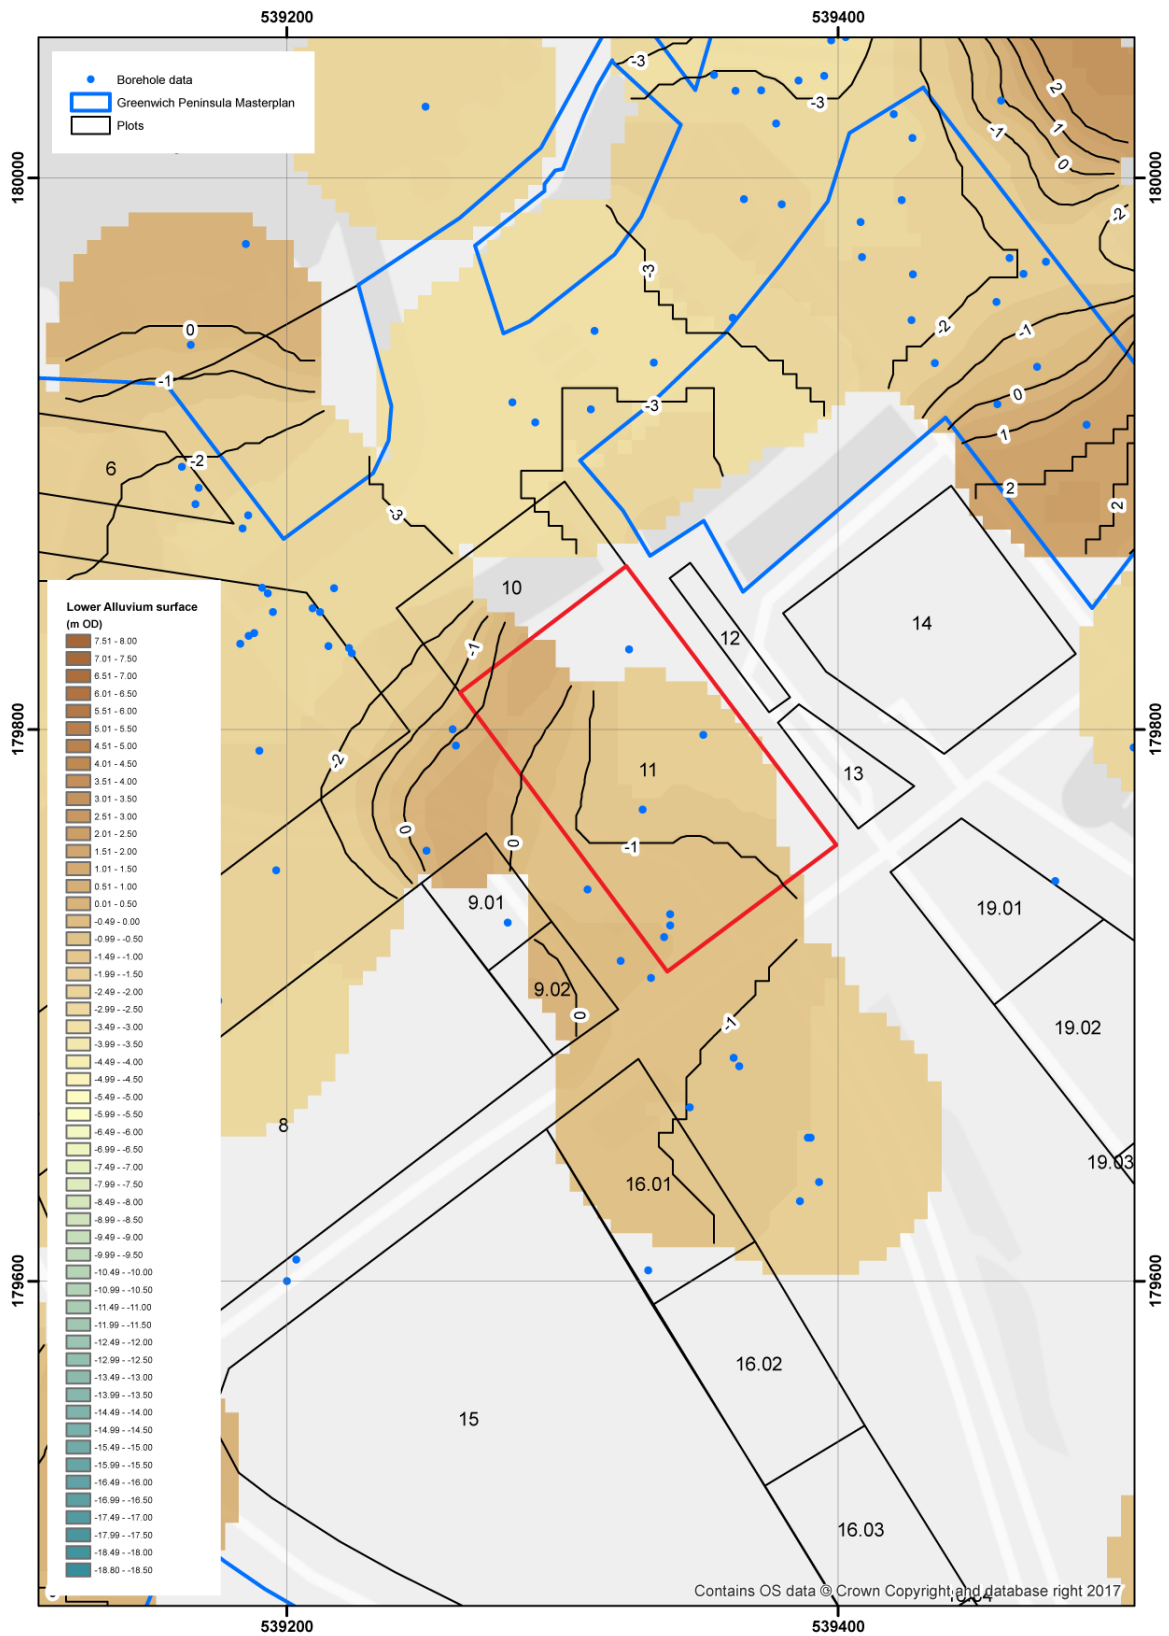 539200
539400
Borehole data
Greenwich Peninsula Masterplan
Plots
180000
180000
-3
-3
2
1
-1
0
-2
-3
0
-2
-1
-1
0
-3
1
6
-2
2
2
-3
10
12
14
-1
Lower Alluvium surface
(m OD)
7.51 - 8.00
7.01 - 7.50
6.51 - 7.00
6.01 - 6.50
5.51 - 6.00
5.01 - 5.50
4.51 - 5.00
4.01 - 4.50
3.51 - 4.00
3.01 - 3.50
2.51 - 3.00
2.01 - 2.50
1.51 - 2.00
1.01 - 1.50
0.51 - 1.00
0.01 - 0.50
-0.49 - 0.00
-0.99 - -0.50
-1.49 - -1.00
-1.99 - -1.50
-2.49 - -2.00
-2.99 - -2.50
-3.49 - -3.00
-3.99 - -3.50
-4.49 - -4.00
-4.99 - -4.50
-5.49 - -5.00
-5.99 - -5.50
-6.49 - -6.00
-6.99 - -6.50
-7.49 - -7.00
-7.99 - -7.50
-8.49 - -8.00
-8.99 - -8.50
-9.49 - -9.00
-9.99 - -9.50
-10.49 - -10.00
-10.99 - -10.50
-11.49 - -11.00
-11.99 - -11.50
-12.49 - -12.00
-12.99 - -12.50
-13.49 - -13.00
-13.99 - -13.50
-14.49 - -14.00
-14.99 - -14.50
-15.49 - -15.00
-15.99 - -15.50
-16.49 - -16.00
-16.99 - -16.50
-17.49 - -17.00
-17.99 - -17.50
-18.49 - -18.00
-18.80 - -18.50
179800
179800
-2
11
13
0
0
-1
9.01
19.01
9.02
0
-1
19.02
8
16.01
19.03
179600
179600
16.02
15
16.03
Contains OS data © Crown Copyright and database right 2017
539200
539400